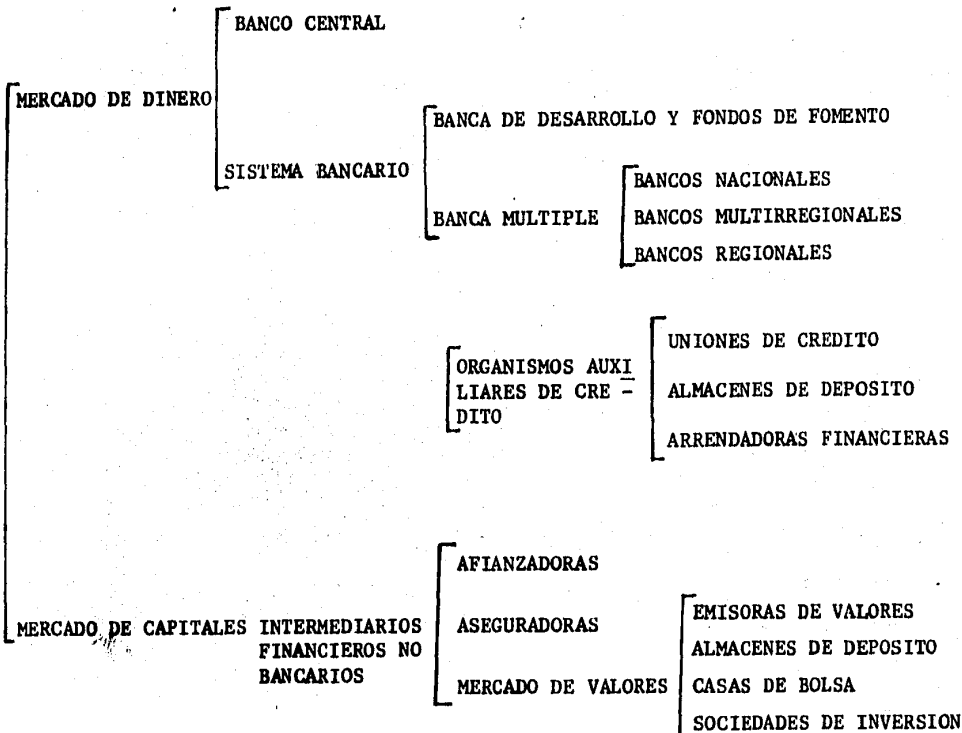 BANCO CENTRAL
MERCADO DE DINERO
BANCA DE DESARROLLO Y FONDOS DE FOMENTO
SISTEMA BANCARIO
BANCOS NACIONALES
BANCA MULTIPLE
BANCOS MULTIRREGIONALES
BANCOS REGIONALES
ORGANISMOS AUXI
LIARES DE CRE -
DITO
UNIONES DE CREDITO
ALMACENES DE DEPOSITO
ARRENDADORAS FINANCIERAS
MERCADO DE CAPITALES
INTERMEDIARIOS
FINANCIEROS NO
BANCARIOS
AFIANZADORAS
ASEGURADORAS
MERCADO DE VALORES
EMISORAS DE VALORES
ALMACENES DE DEPOSITO
CASAS DE BOLSA
SOCIEDADES DE INVERSION